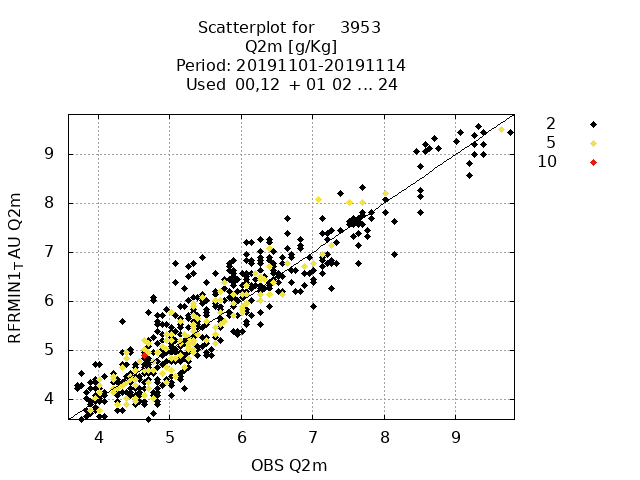 Scatterplot for 3953
Q2m [g/Kg]
Period: 20191101-20191114
Used 00,12 + 01 02 ... 24
2
5
10
9
8
7
6
5
4
4 5 6 7 8 9
RFRMIN1┬AU Q2m
OBS Q2m